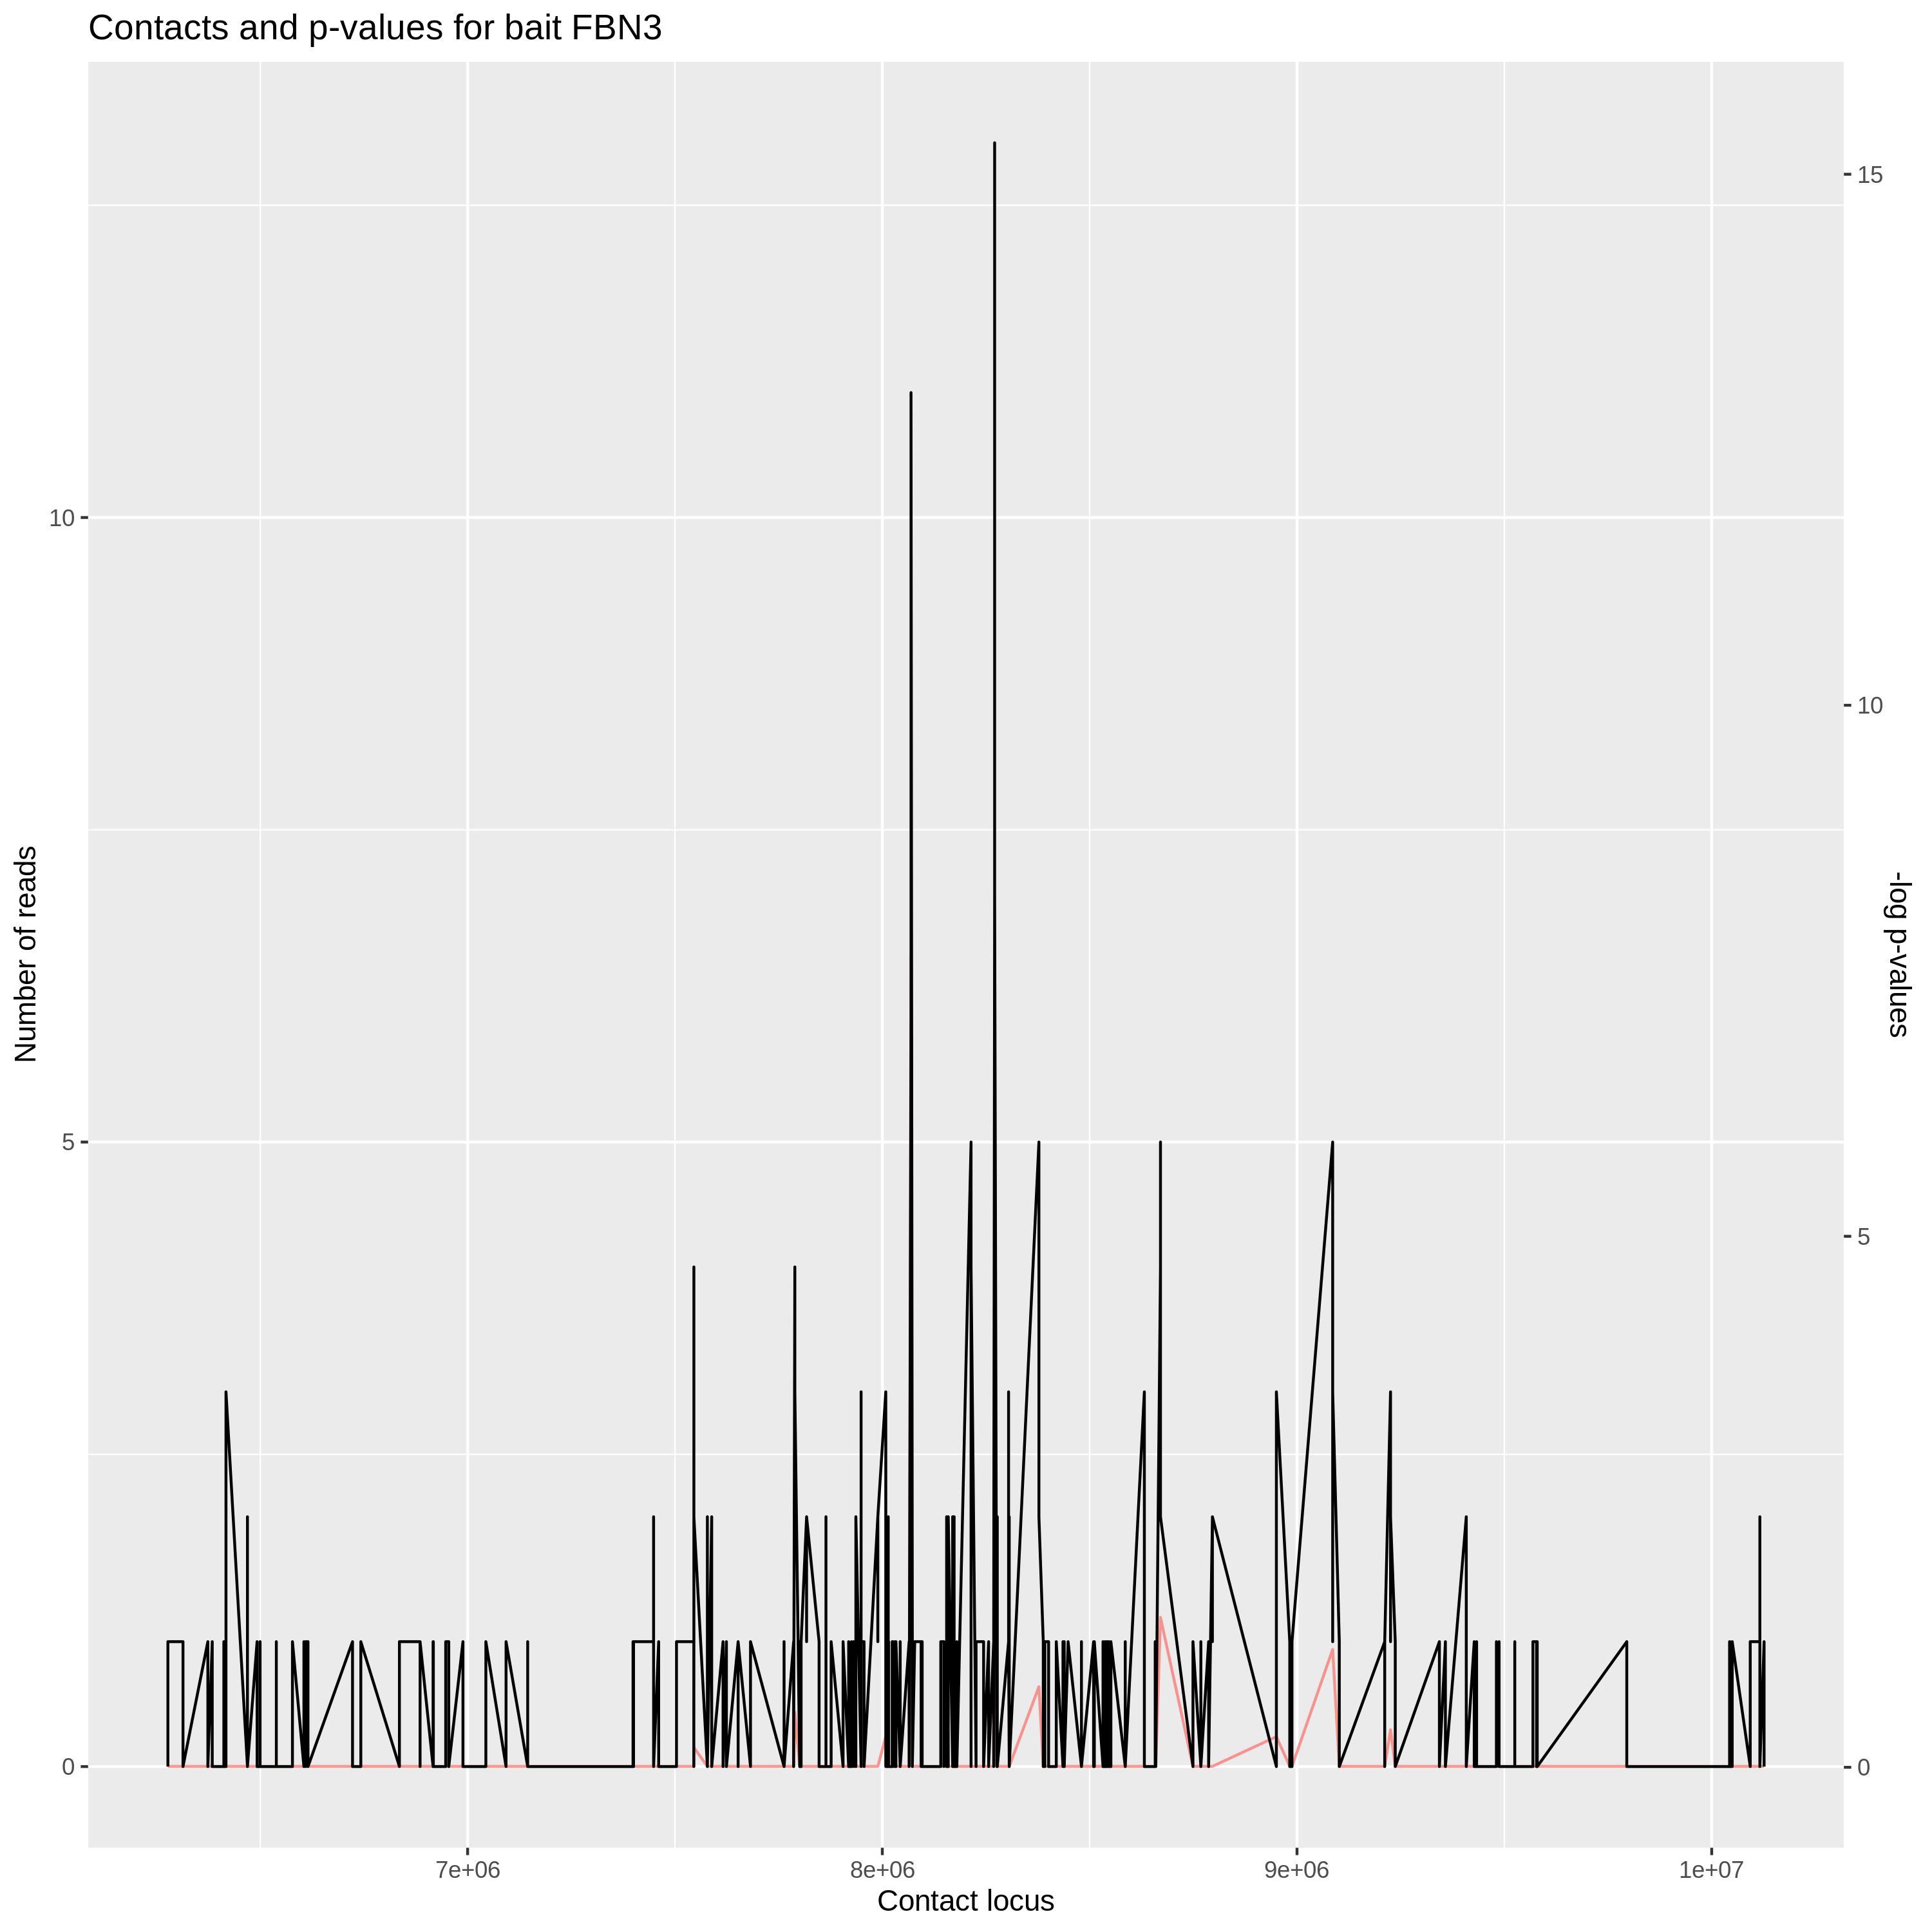 Contacts and p-values for bait FBN3
15
10
10
5
5
0
0
Number of reads
-log p-values
7e+06
8e+06
9e+06
1e+07
Contact locus